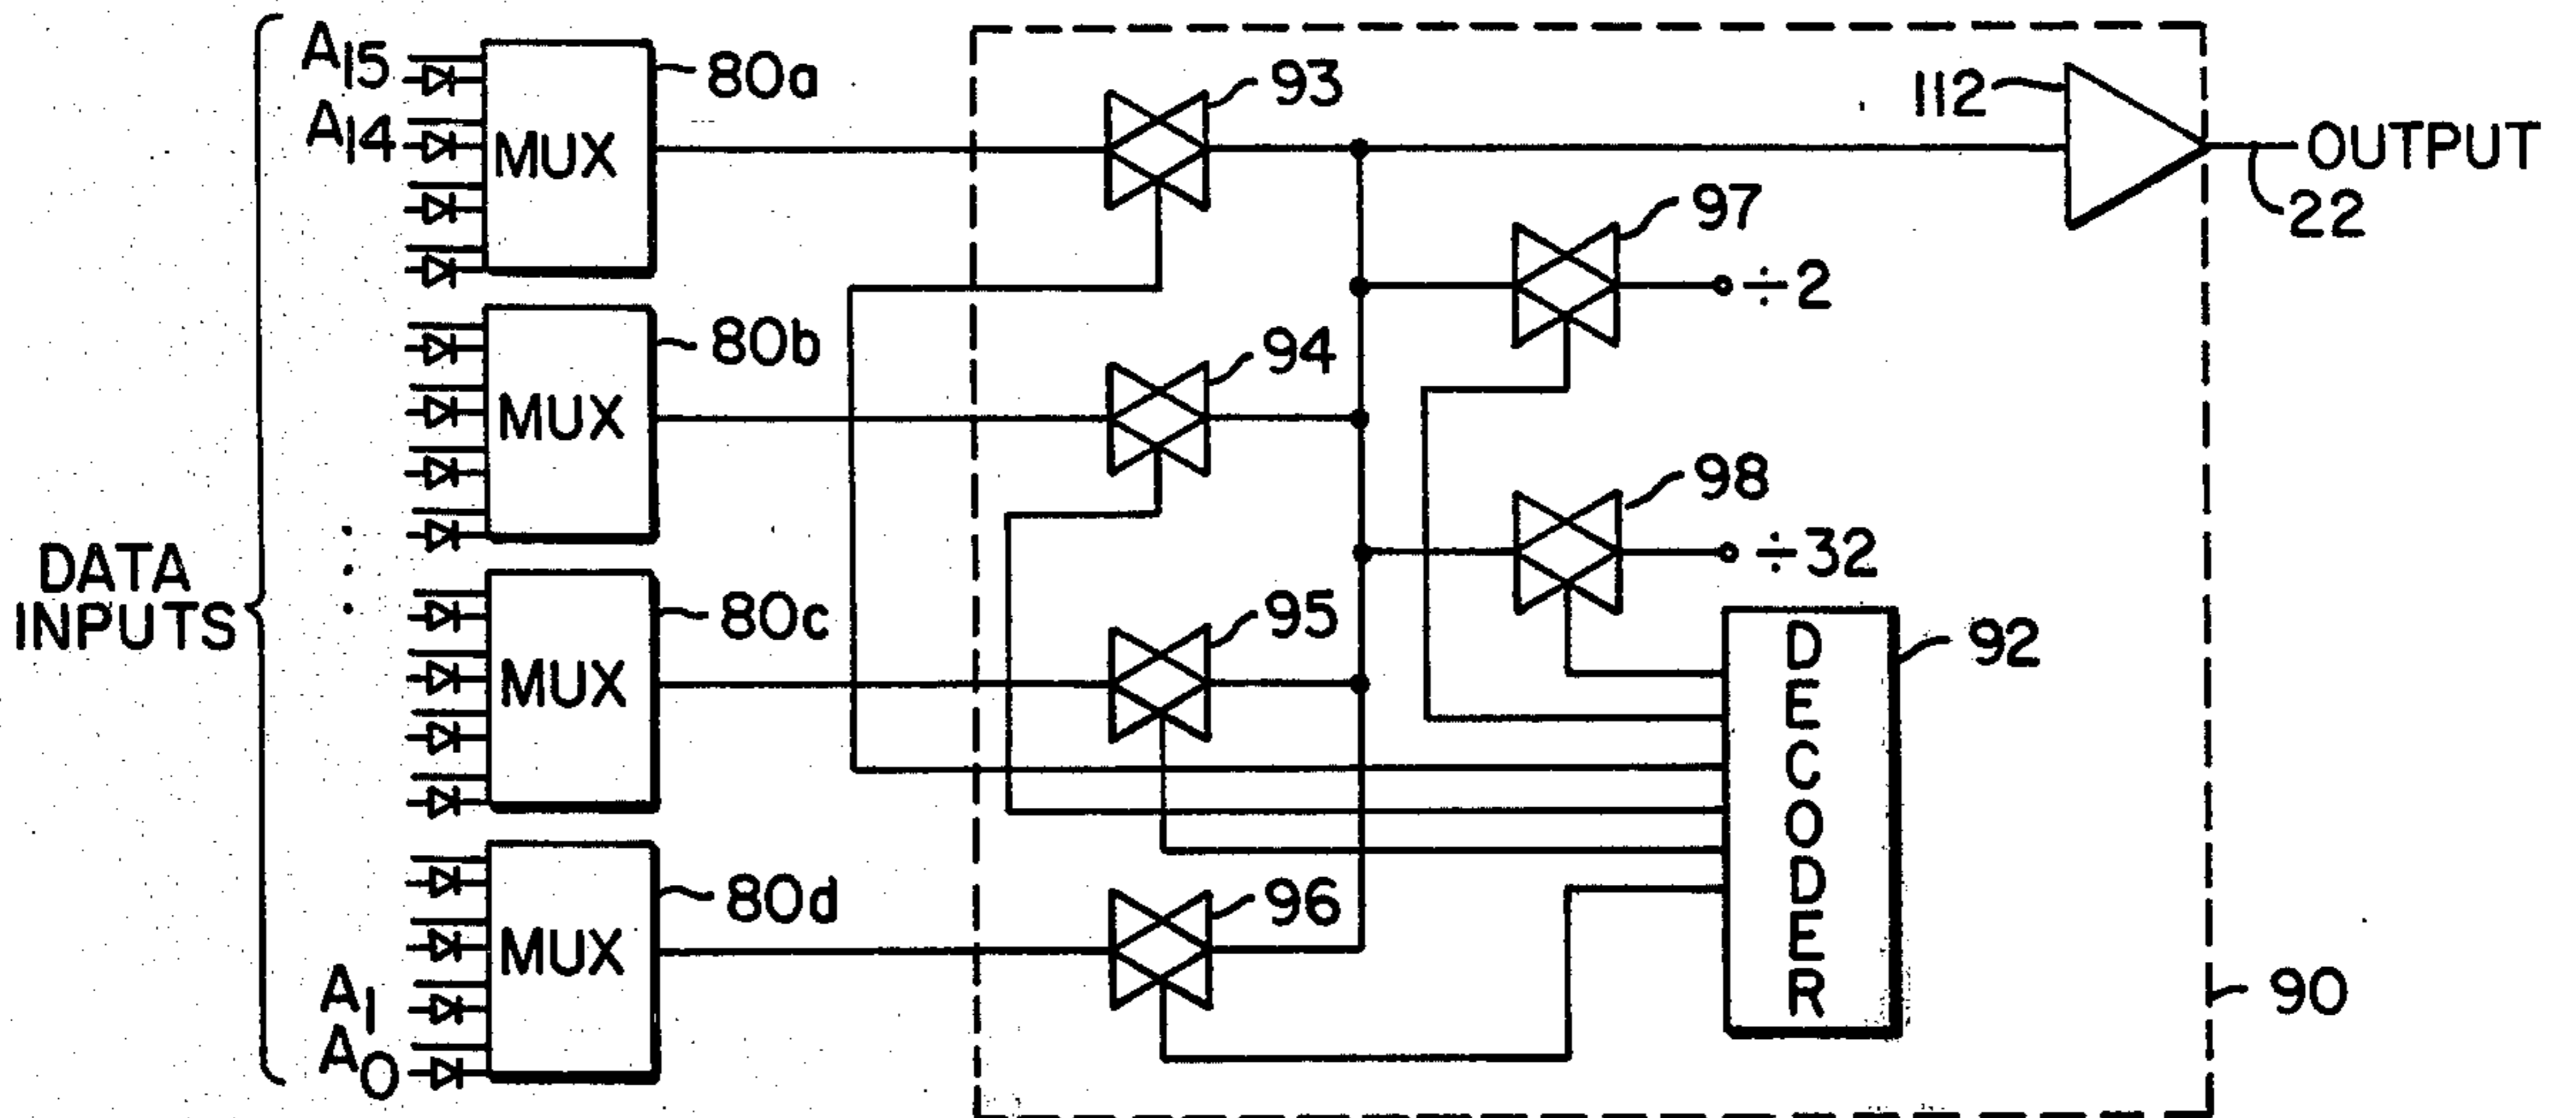 A15
A14
MUX
80a
93
112
OUTPUT
22
97
÷2
MUX
80b
94
98
÷32
DATA
INPUTS
MUX
80c
95
DECODER
92
MUX
80d
96
A1
A0
90